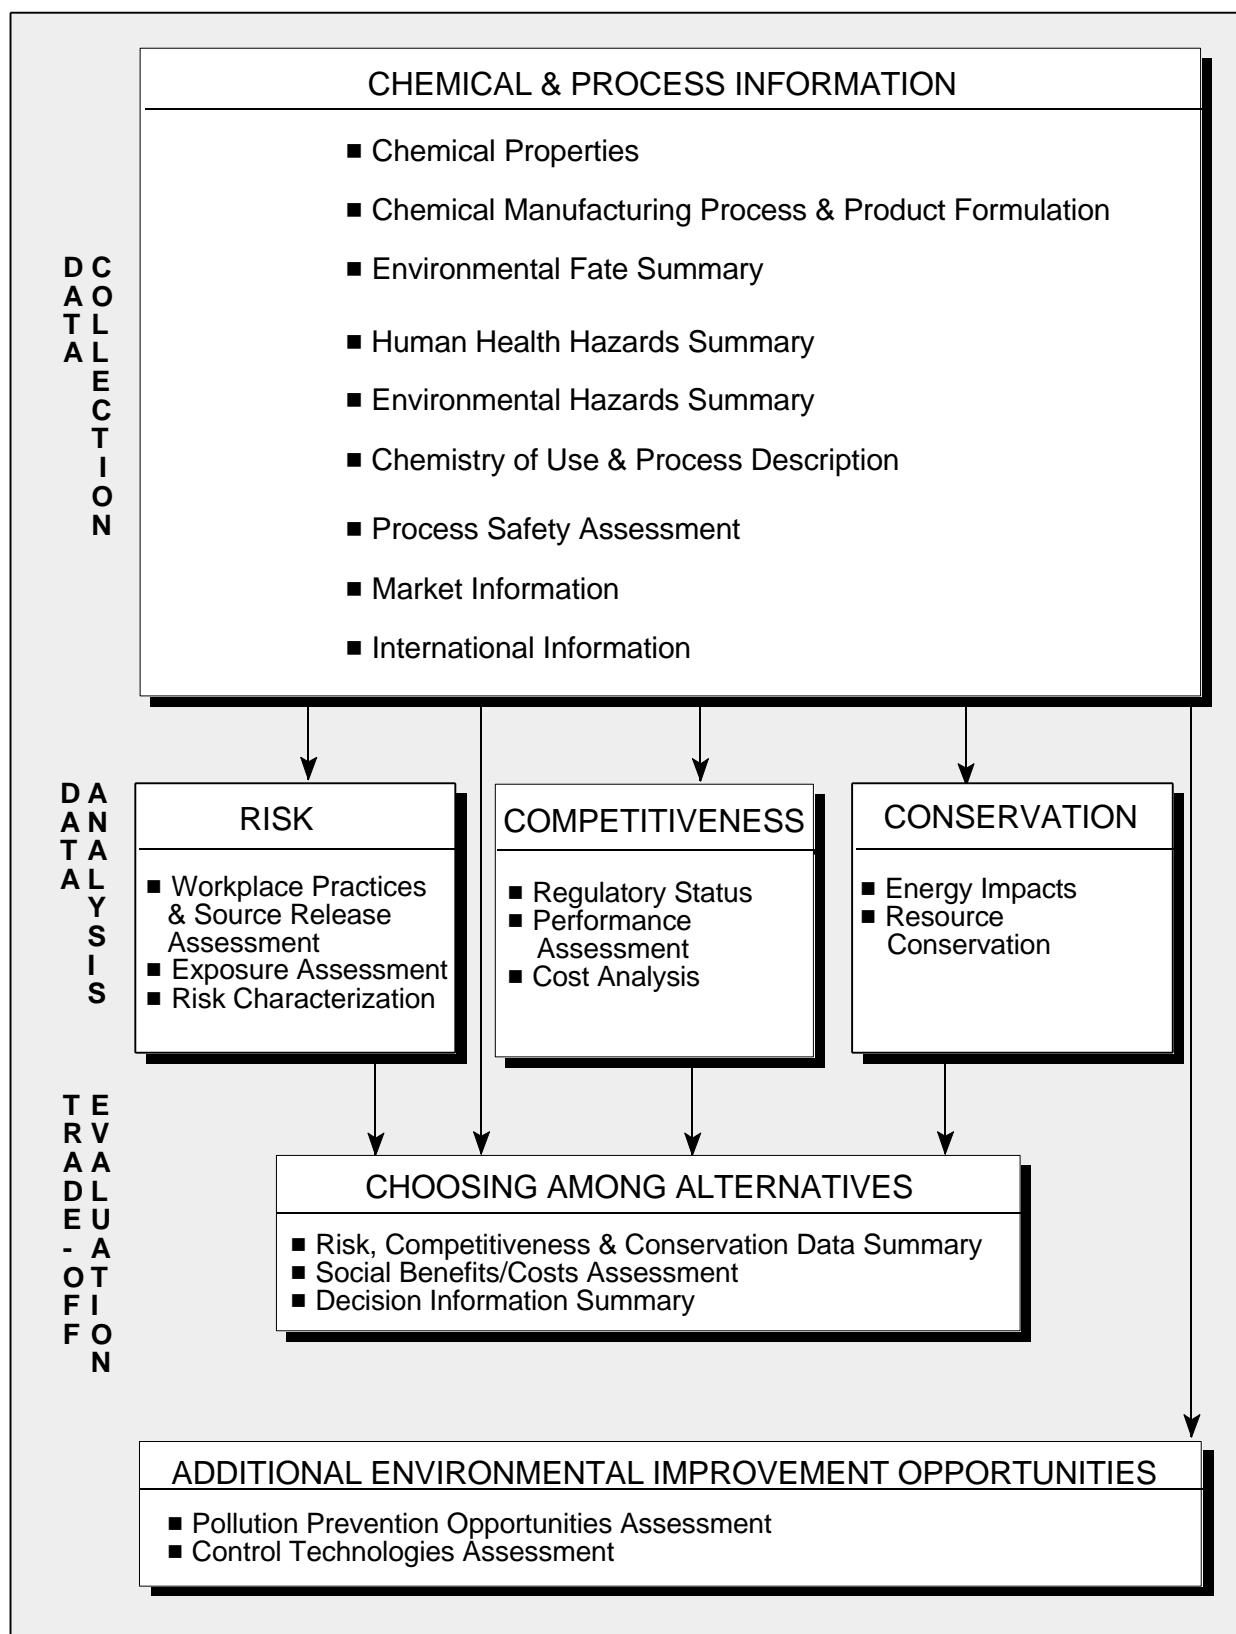 CHEMICAL & PROCESS INFORMATION
■ Chemical Properties
■ Chemical Manufacturing Process & Product Formulation
■ Environmental Fate Summary
■ Human Health Hazards Summary
■ Environmental Hazards Summary
■ Chemistry of Use & Process Description
■ Process Safety Assessment
■ Market Information
■ International Information
DATA
COLLECTION
DATA
ANALYSIS
RISK
■ Workplace Practices
& Source Release
Assessment
■ Exposure Assessment
■ Risk Characterization
COMPETITIVENESS
■ Regulatory Status
■ Performance
Assessment
■ Cost Analysis
CONSERVATION
■ Energy Impacts
■ Resource
Conservation
TRADE-OFF
EVALUATION
CHOOSING AMONG ALTERNATIVES
■ Risk, Competitiveness & Conservation Data Summary
■ Social Benefits/Costs Assessment
■ Decision Information Summary
ADDITIONAL ENVIRONMENTAL IMPROVEMENT OPPORTUNITIES
■ Pollution Prevention Opportunities Assessment
■ Control Technologies Assessment